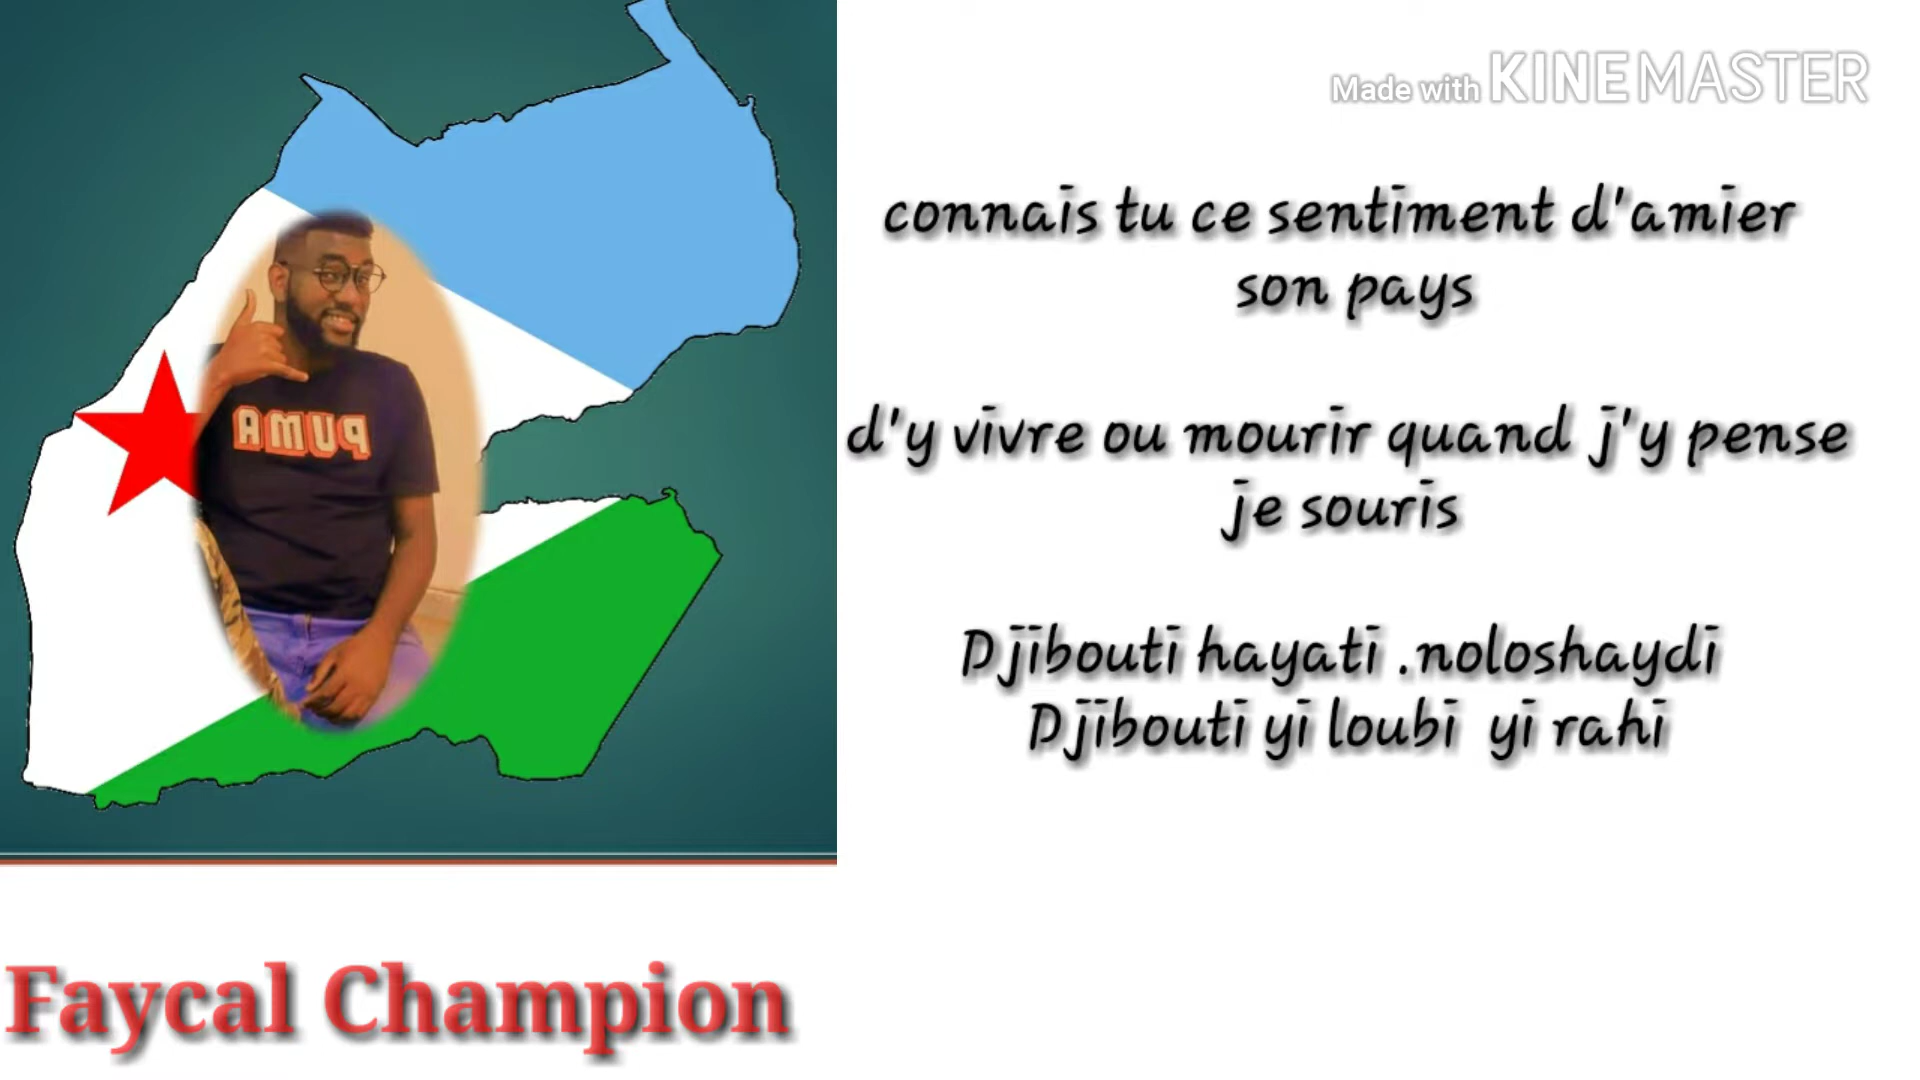 Made with KINEMASTER
connais tu ce sentiment d'amier
son pays
d'y vivre ou mourir quand j'y pense
je souris
Djibouti hayati .noloshaydi
Djibouti yi loubi yi rahi
PUMA
Faycal Champion